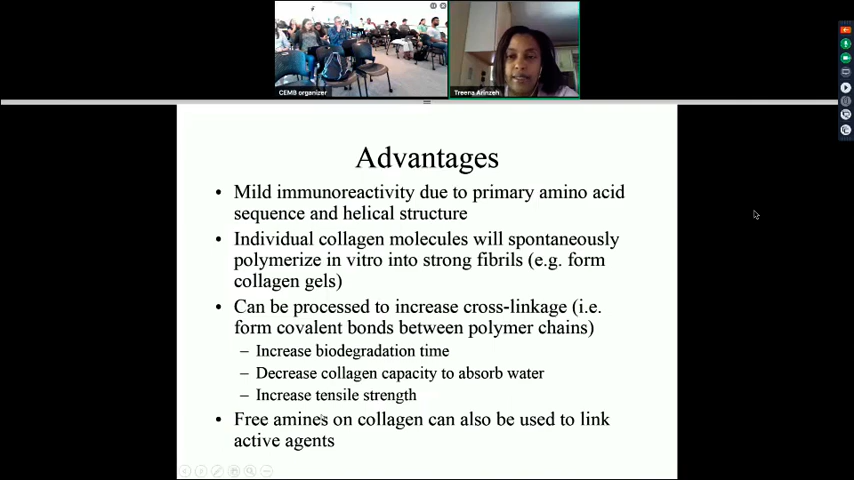 CEMB organizer
Treena Arinzeh
Advantages
• Mild immunoreactivity due to primary amino acid
sequence and helical structure
• Individual collagen molecules will spontaneously
polymerize in vitro into strong fibrils (e.g. form
collagen gels)
• Can be processed to increase cross-linkage (i.e.
form covalent bonds between polymer chains)
– Increase biodegradation time
– Decrease collagen capacity to absorb water
– Increase tensile strength
• Free amines on collagen can also be used to link
active agents